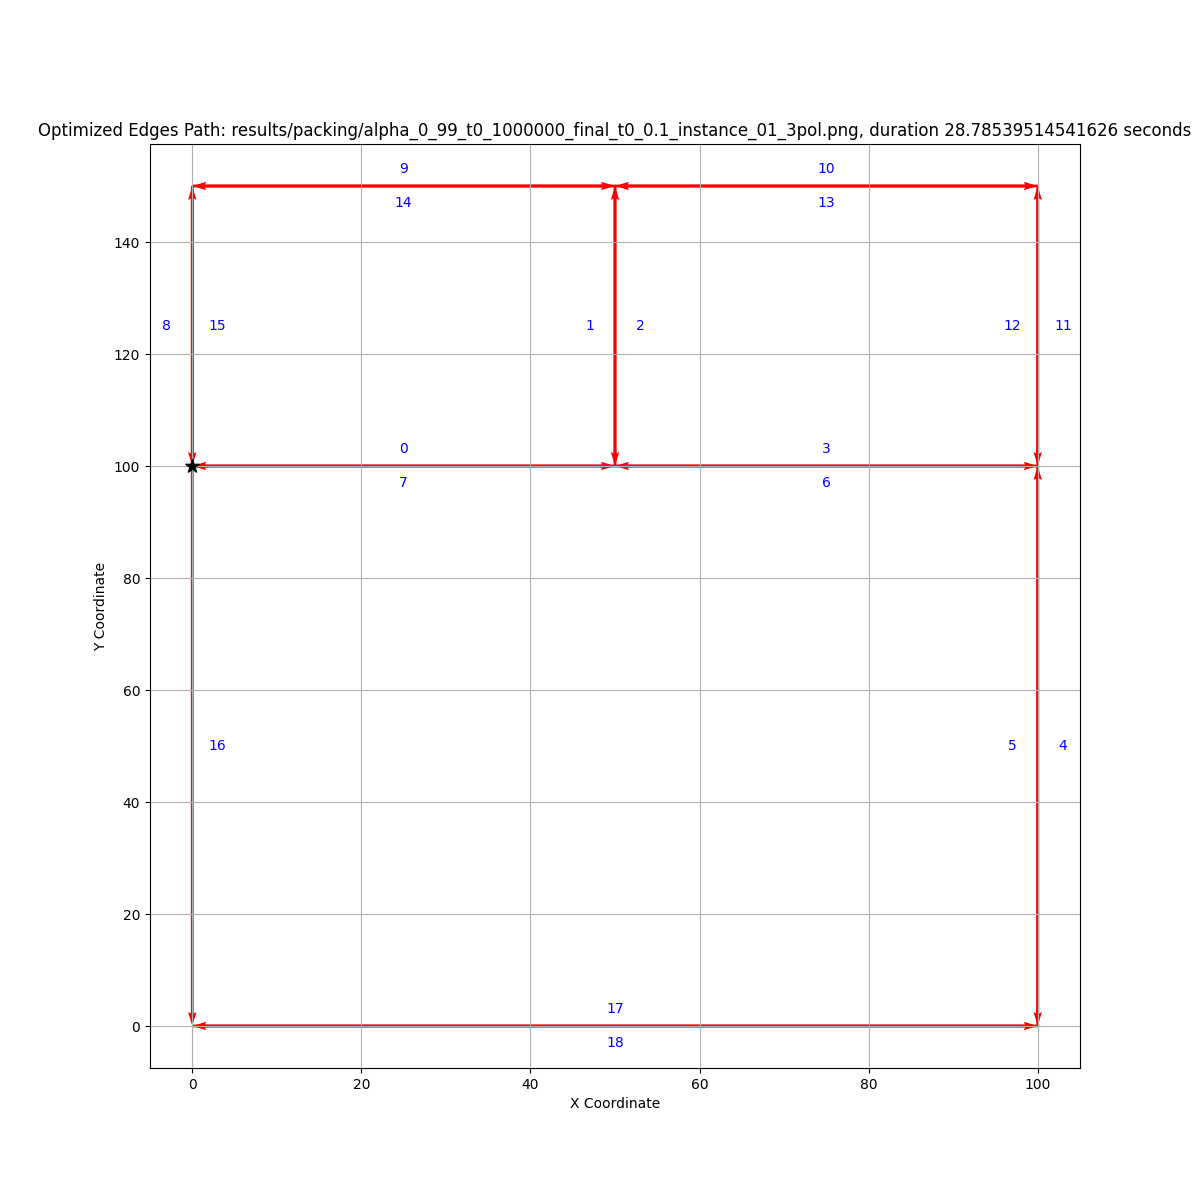 Optimized Edges Path: results/packing/alpha_0_99_t0_1000000_final_t0_0.1_instance_01_3pol.png, duration 28.78539514541626 seconds
9 10
14 13
140
8 15 1 2 12 11
120
0 3
100
7 6
80
Y Coordinate
60
16 5 4
40
20
17
0
18
0 20 40 60 80 100
X Coordinate